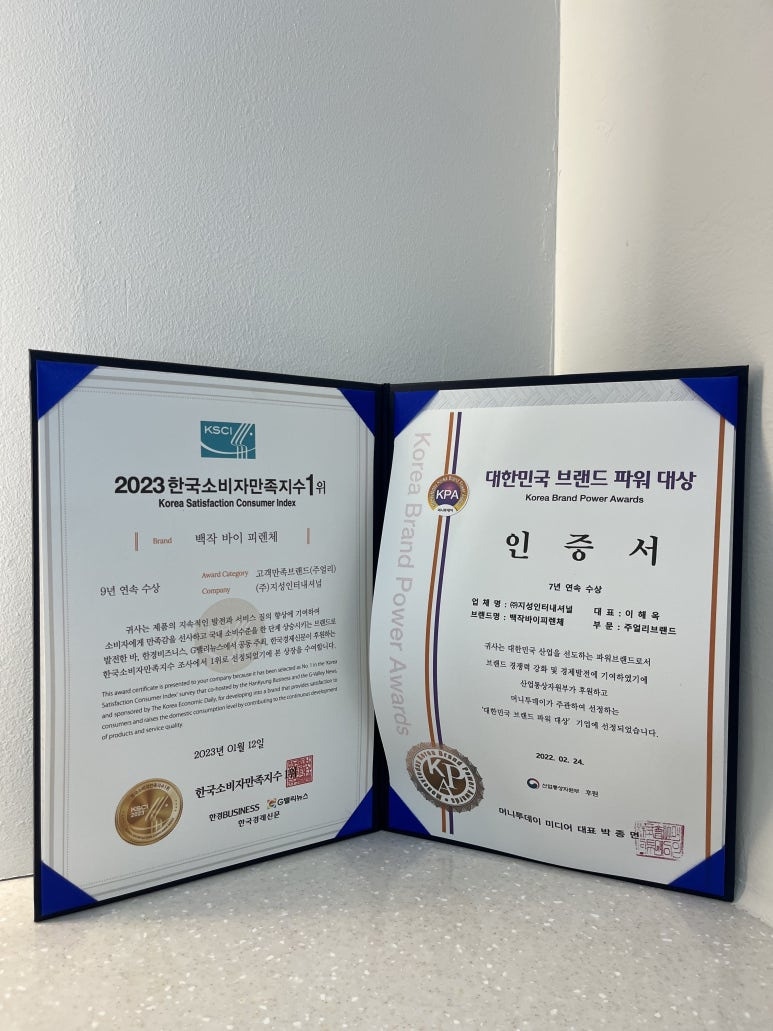 KSCI
2023 한국소비자만족지수1위
Korea Satisfaction Consumer Index
Brand 백작 바이 피렌체
9년 연속 수상
Award Category 고객만족브랜드(주얼리)
Company (주)지성인터내셔널
귀사는 제품의 지속적인 발전과 서비스 질의 향상에 기여하여
소비자에게 만족감을 선사하고 국내 소비수준을 한 단계 상승시키는 브랜드로
발전한 바, 한경비즈니스, G밸리뉴스에서 공동 주최, 한국경제신문이 후원하는
한국소비자만족지수 조사에서 1위로 선정되었기에 본 상장을 수여합니다.
This award certificate is presented to your company because it has been selected as No.1 in the Korea
Satisfaction Consumer Index' survey that co-hosted by the HanKyung Business and the G-Valley News,
and sponsored by The Korea Economic Daily, for developing into a brand that provides satisfaction to
consumers and raises the domestic consumption level by contributing to the continuous development
of products and service quality.
2023년 01월 12일
한국소비자만족지수 1위
한경BUSINESS G밸리뉴스
한국경제신문
KSCI
2023
Korea Brand Power Awards
KPA
머니투데이
대한민국 브랜드 파워 대상
Korea Brand Power Awards
인 증 서
7년 연속 수상
업 체 명 : ㈜지성인터내셔널 대 표 : 이 해 옥
브랜드명 : 백작바이피렌체 부 문 : 주얼리브랜드
귀사는 대한민국 산업을 선도하는 파워브랜드로서
브랜드 경쟁력 강화 및 경제발전에 기여하였기에
산업통상자원부가 후원하고
머니투데이가 주관하여 선정하는
'대한민국 브랜드 파워 대상' 기업에 선정되었습니다.
2022. 02. 24.
산업통상자원부 후원
머니투데이 미디어 대표 박 종 면
KPA